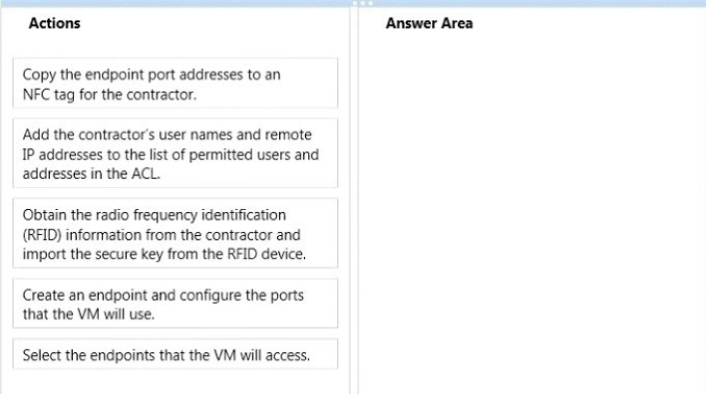 Actions
Answer Area
Copy the endpoint port addresses to an
NFC tag for the contractor.
Add the contractor's user names and remote
IP addresses to the list of permitted users and
addresses in the ACL.
Obtain the radio frequency identification
(RFID) information from the contractor and
import the secure key from the RFID device.
Create an endpoint and configure the ports
that the VM will use.
Select the endpoints that the VM will access.